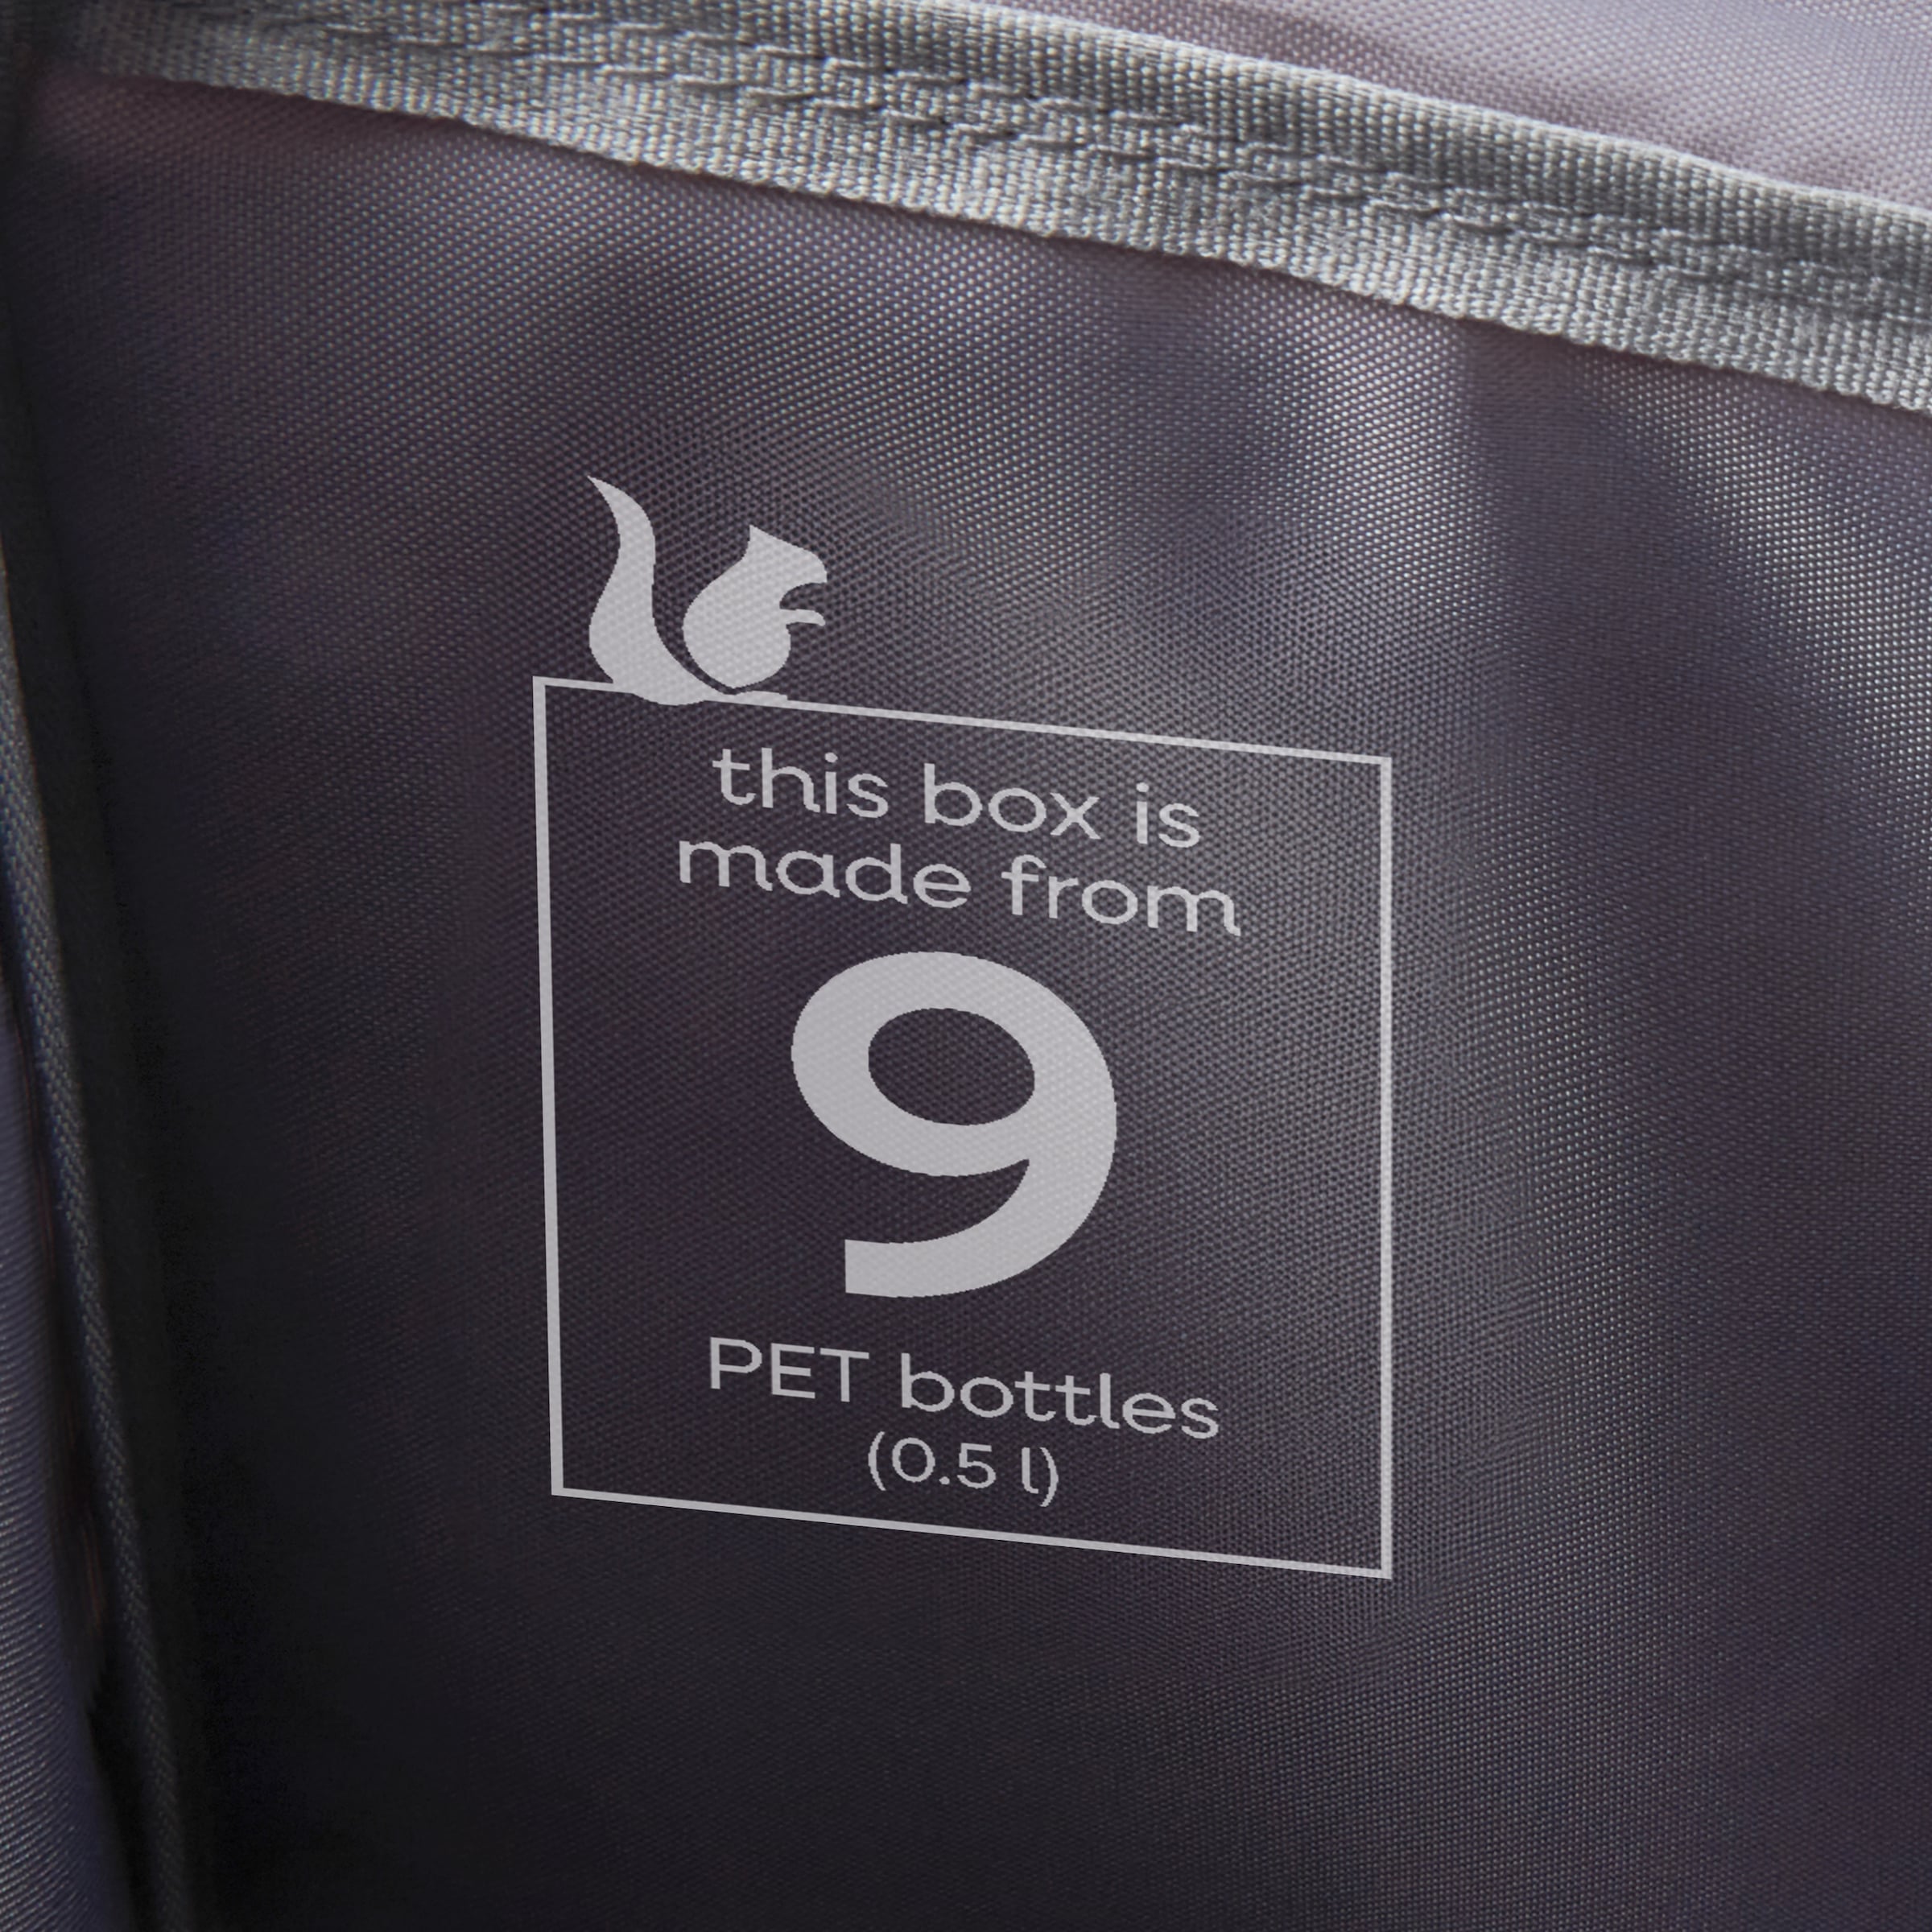 this box is
made from
9
PET bottles
(0.5 l)